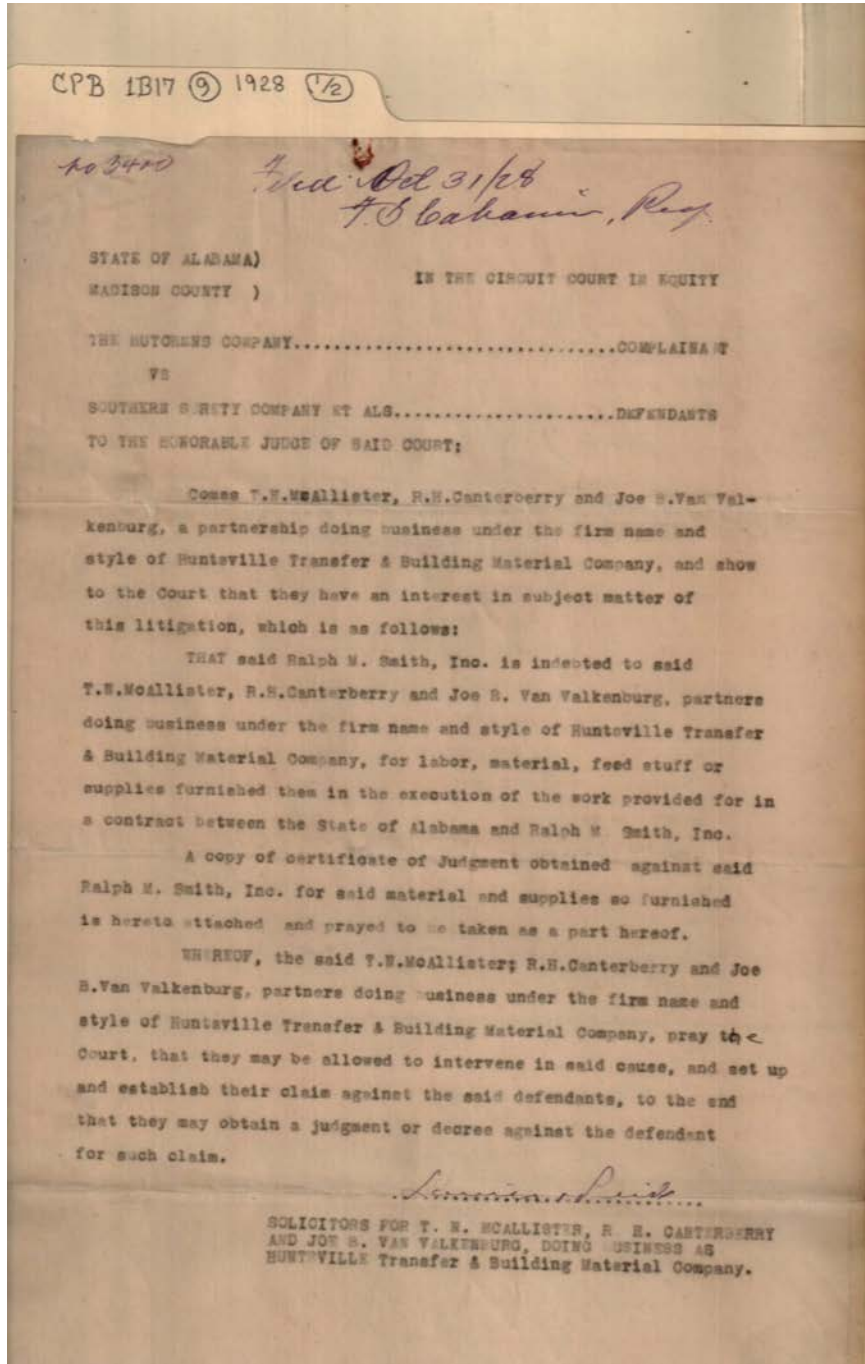 CPB 1B17 ⑨ 1928 (1/2)
no 3400
Filed Oct 31/28
F. S. Cabaniss, Reg.
STATE OF ALABAMA)
IN THE CIRCUIT COURT IN EQUITY
MADISON COUNTY )
THE HUTCHENS COMPANY................................COMPLAINANT
VS
SOUTHERN SURETY COMPANY ET ALS......................DEFENDANTS
TO THE HONORABLE JUDGE OF SAID COURT:
Comes T.N.McAllister, R.H.Canterberry and Joe B.Van Val-
kenburg, a partnership doing business under the firm name and
style of Huntsville Transfer & Building Material Company, and show
to the Court that they have an interest in subject matter of
this litigation, which is as follows:
THAT said Ralph M. Smith, Inc. is indebted to said
T.N.McAllister, R.H.Canterberry and Joe B. Van Valkenburg, partners
doing business under the firm name and style of Huntsville Transfer
& Building Material Company, for labor, material, feed stuff or
supplies furnished them in the execution of the work provided for in
a contract between the State of Alabama and Ralph M Smith, Inc.
A copy of certificate of Judgment obtained against said
Ralph M. Smith, Inc. for said material and supplies so furnished
is hereto attached and prayed to be taken as a part hereof.
WHEREOF, the said T.N.McAllister; R.H.Canterberry and Joe
B.Van Valkenburg, partners doing business under the firm name and
style of Huntsville Transfer & Building Material Company, pray the
Court, that they may be allowed to intervene in said cause, and set up
and establish their claim against the said defendants, to the end
that they may obtain a judgment or decree against the defendant
for such claim.
SOLICITORS FOR T. N. MCALLISTER, R H. CANTERBERRY
AND JOE B. VAN VALKENBURG, DOING BUSINESS AS
HUNTSVILLE Transfer & Building Material Company.